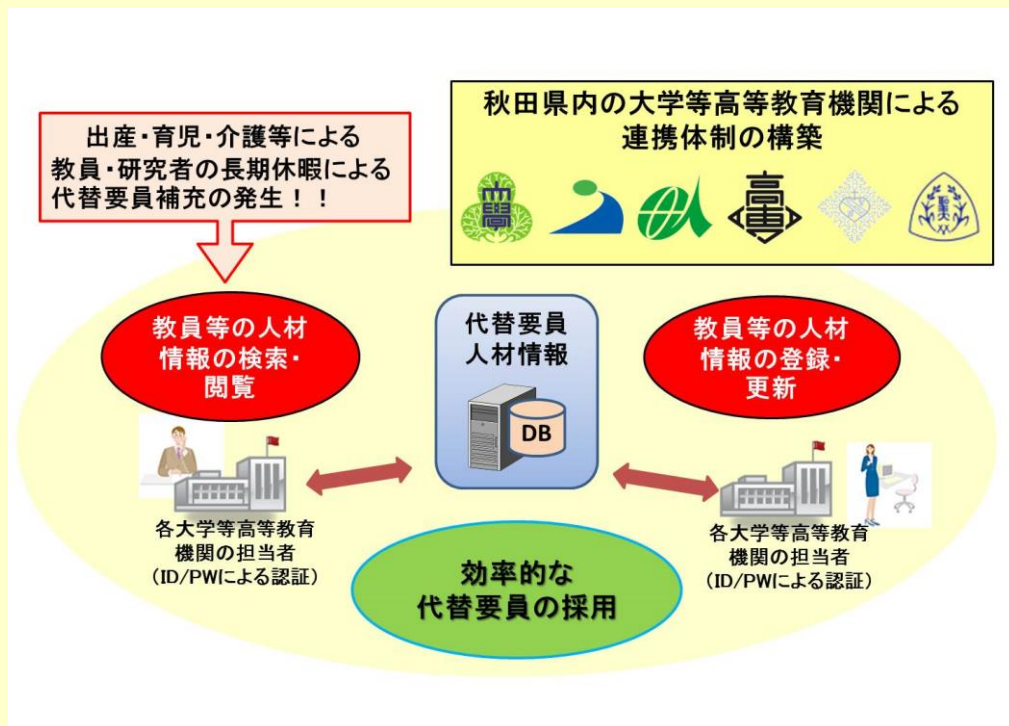 出産・育児・介護等による
教員・研究者の長期休暇による
代替要員補充の発生！！
秋田県内の大学等高等教育機関による
連携体制の構築
大學
高専
教員等の人材
情報の検索・
閲覧
代替要員
人材情報
DB
教員等の人材
情報の登録・
更新
各大学等高等教育
機関の担当者
（ID/PWによる認証）
各大学等高等教育
機関の担当者
（ID/PWによる認証）
効率的な
代替要員の採用